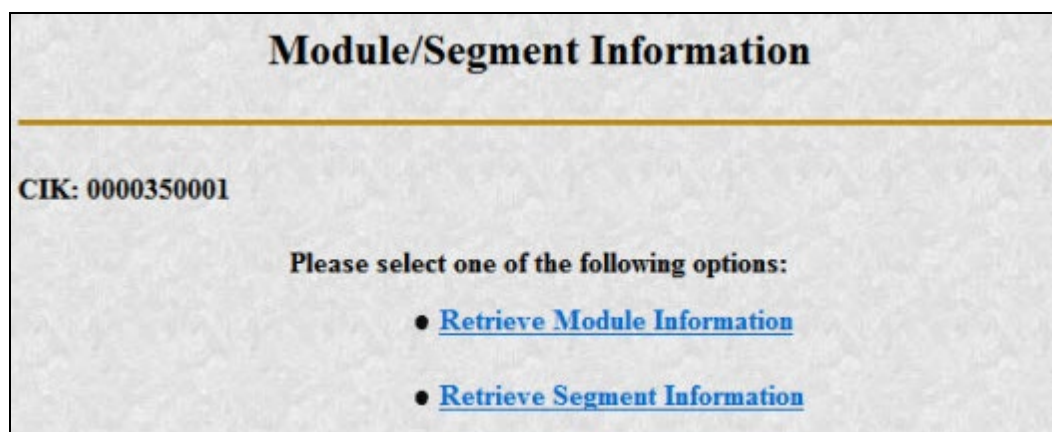 Module/Segment Information
CIK: 0000350001
Please select one of the following options:
Retrieve Module Information
Retrieve Segment Information